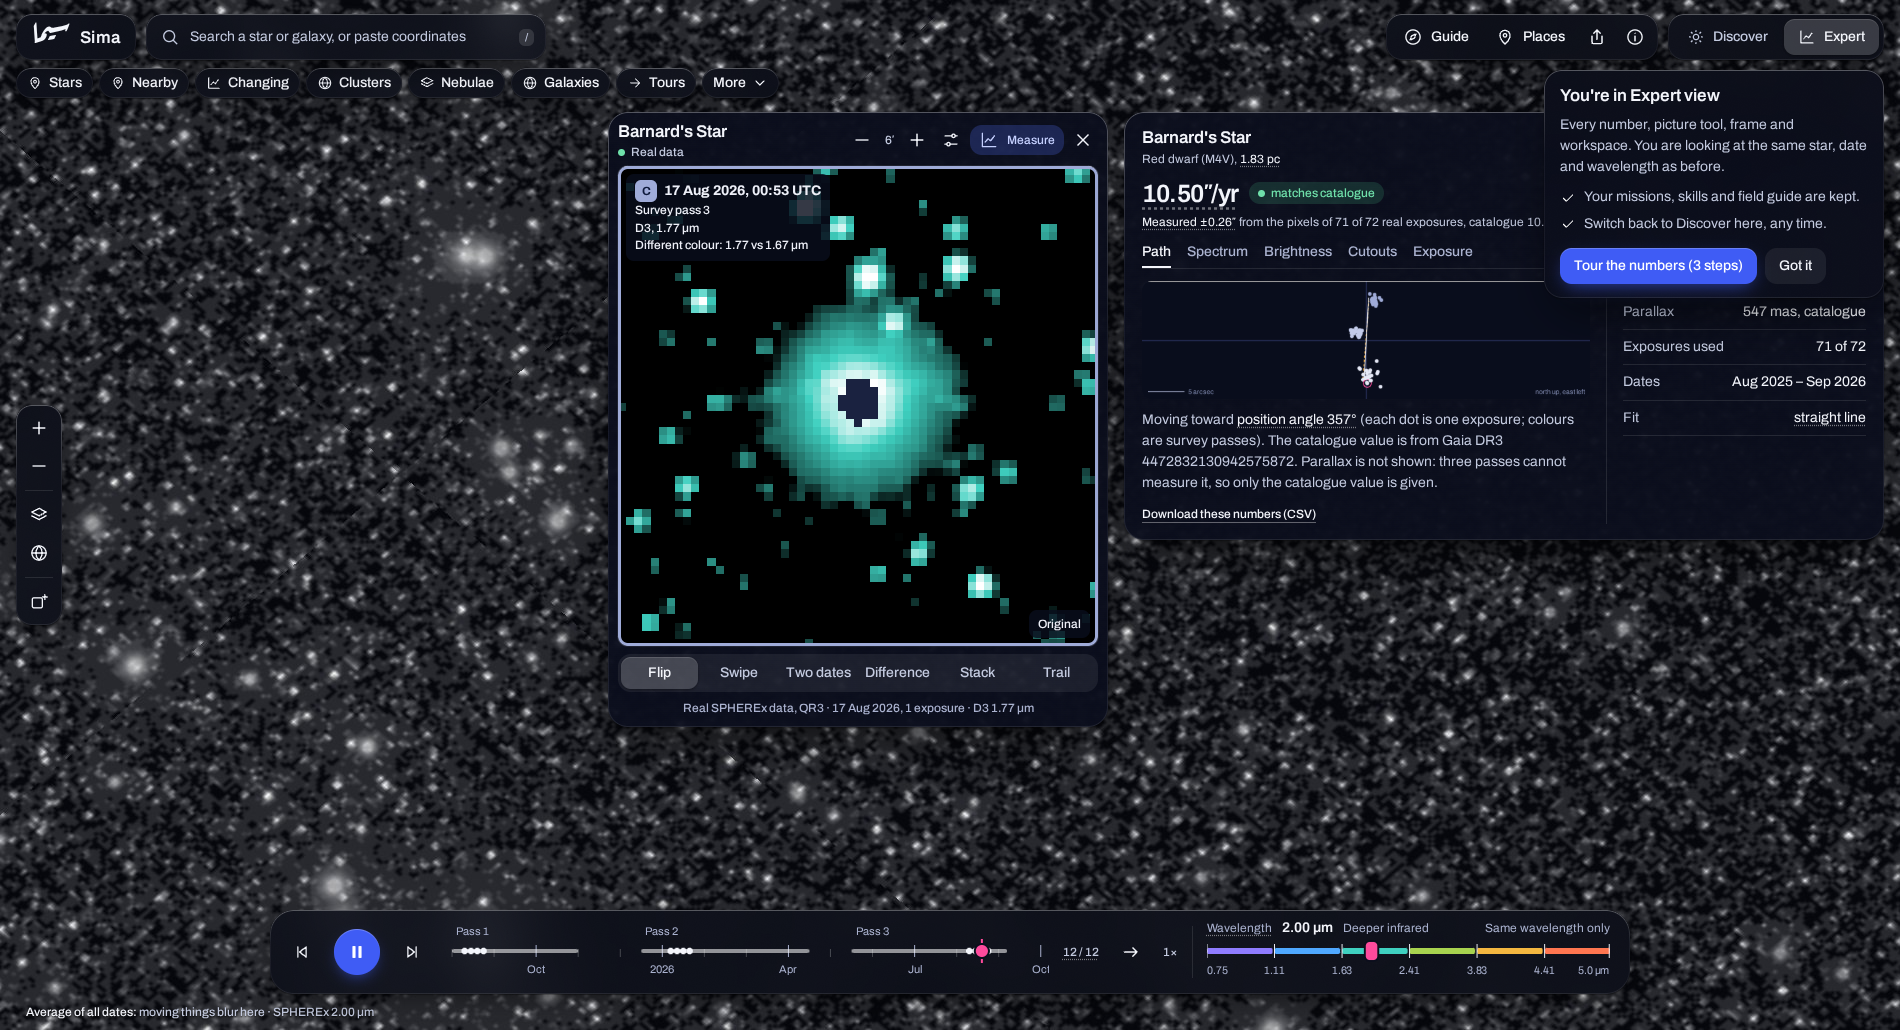 Sima
Search a star or galaxy, or paste coordinates /
Guide Places Discover Expert
Stars Nearby Changing Clusters Nebulae Galaxies Tours More
You're in Expert view
Every number, picture tool, frame and
workspace. You are looking at the same star, date
and wavelength as before.
Your missions, skills and field guide are kept.
Switch back to Discover here, any time.
Tour the numbers (3 steps) Got it
Barnard's Star
Real data
6′ Measure
C 17 Aug 2026, 00:53 UTC
Survey pass 3
D3, 1.77 µm
Different colour: 1.77 vs 1.67 µm
Original
Flip Swipe Two dates Difference Stack Trail
Real SPHEREx data, QR3 · 17 Aug 2026, 1 exposure · D3 1.77 µm
Barnard's Star
Red dwarf (M4V), 1.83 pc
10.50″/yr matches catalogue
Measured ±0.26″ from the pixels of 71 of 72 real exposures, catalogue 10.
Path Spectrum Brightness Cutouts Exposure
5 arcsec north up, east left
Moving toward position angle 357° (each dot is one exposure; colours
are survey passes). The catalogue value is from Gaia DR3
4472832130942575872. Parallax is not shown: three passes cannot
measure it, so only the catalogue value is given.
Download these numbers (CSV)
Parallax 547 mas, catalogue
Exposures used 71 of 72
Dates Aug 2025 – Sep 2026
Fit straight line
Pass 1 Pass 2 Pass 3
Oct 2026 Apr Jul Oct
12 / 12 1×
Wavelength 2.00 µm Deeper infrared Same wavelength only
0.75 1.11 1.63 2.41 3.83 4.41 5.0 µm
Average of all dates: moving things blur here · SPHEREx 2.00 µm